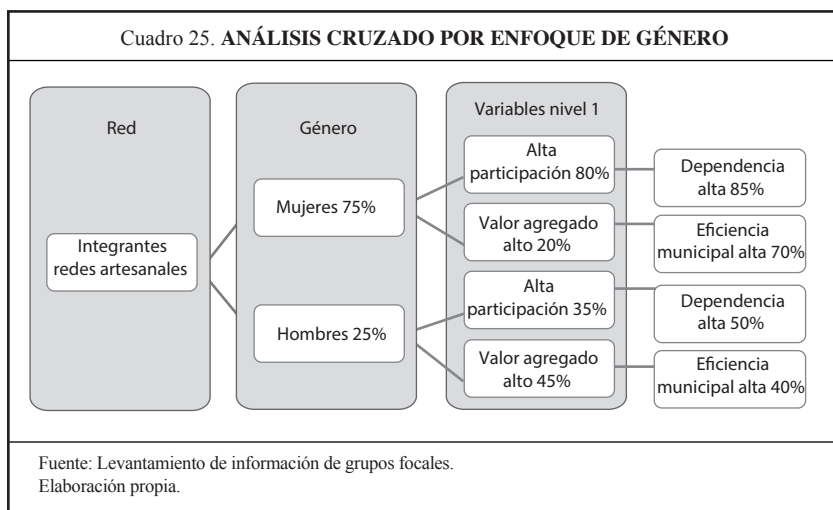 Cuadro 25. ANÁLISIS CRUZADO POR ENFOQUE DE GÉNERO
Red
Integrantes
redes artesanales
Género
Mujeres 75%
Hombres 25%
Variables nivel 1
Alta
participación 80%
Valor agregado
alto 20%
Alta
participación 35%
Valor agregado
alto 45%
Dependencia
alta 85%
Eficiencia
municipal alta 70%
Dependencia
alta 50%
Eficiencia
municipal alta 40%
Fuente: Levantamiento de información de grupos focales.
Elaboración propia.